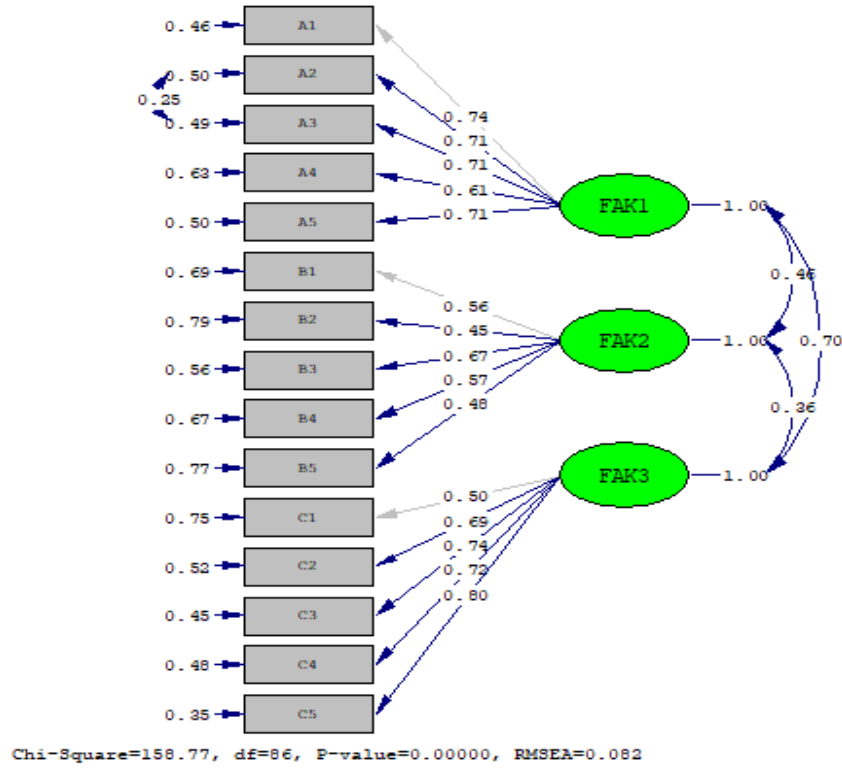 0.46 A1
0.50 A2
0.25
0.49 A3
0.63 A4
0.50 A5
0.69 B1
0.79 B2
0.56 B3
0.67 B4
0.77 B5
0.75 C1
0.52 C2
0.45 C3
0.48 C4
0.35 C5
0.74
0.71
0.71
0.61
0.71
0.56
0.45
0.67
0.57
0.48
0.50
0.69
0.74
0.72
0.80
FAK1 1.00
0.46
FAK2 1.00 0.70
0.36
FAK3 1.00
Chi-Square=158.77, df=86, P-value=0.00000, RMSEA=0.082